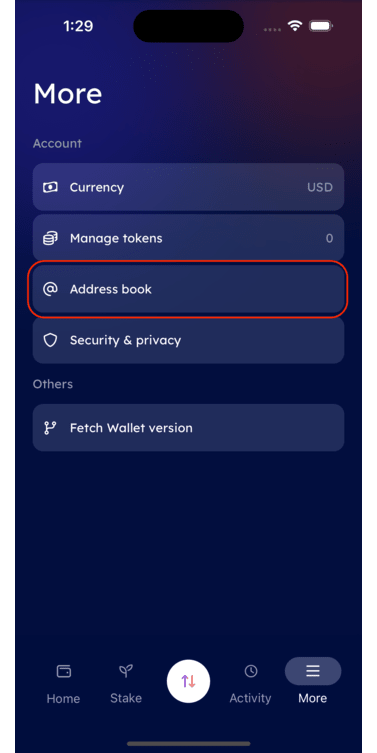 1:29
More
Account
Currency USD
Manage tokens 0
@ Address book
Security & privacy
Others
Fetch Wallet version
Home Stake Activity More